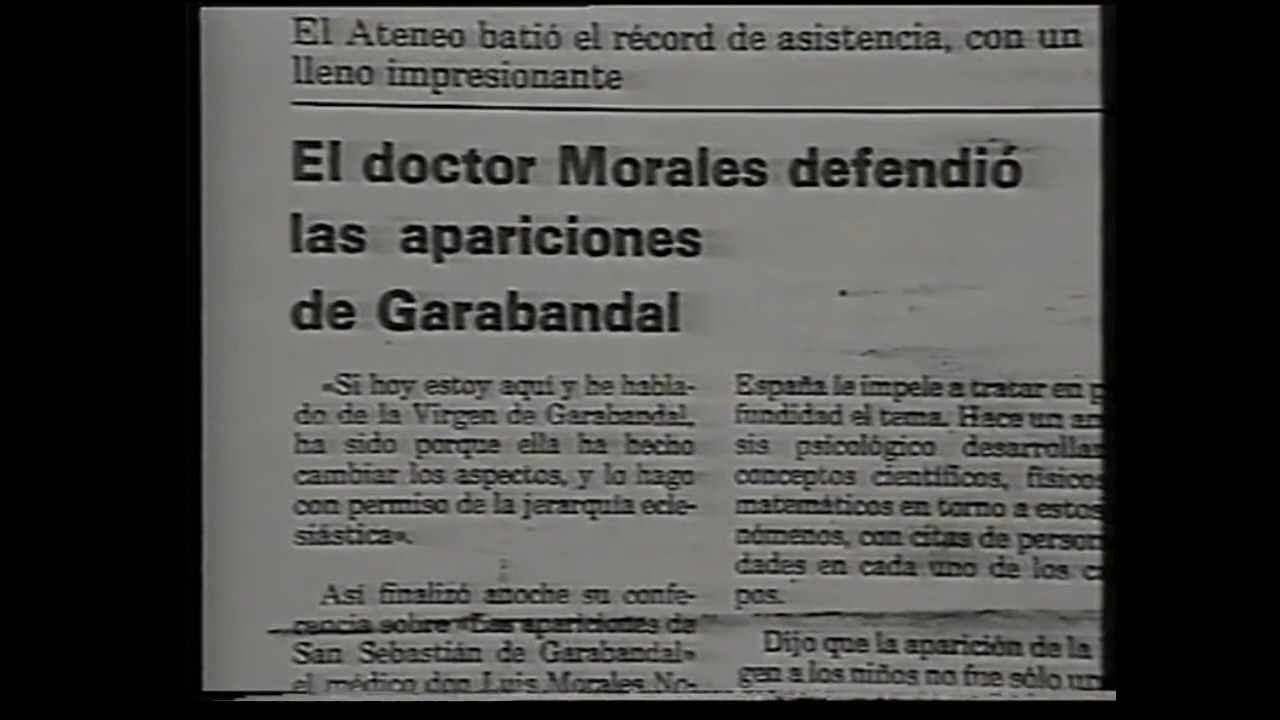 El Ateneo batió el récord de asistencia, con un
lleno impresionante
El doctor Morales defendió
las apariciones
de Garabandal
«Si hoy estoy aquí y he habla-
do de la Virgen de Garabandal,
ha sido porque ella ha hecho
cambiar los aspectos, y lo hago
con permiso de la jerarquía ecle-
siástica».
Así finalizó anoche su confe-
rencia sobre «Las apariciones de
San Sebastián de Garabandal»
el médico don Luis Morales No-
España le impele a tratar en p
fundidad el tema. Hace un an
sis psicológico desarrollan
conceptos científicos, físicos
matemáticos en torno a estos
nómenos, con citas de person
dades en cada uno de los c
pos.
Dijo que la aparición de la
gen a los niños no fue sólo un